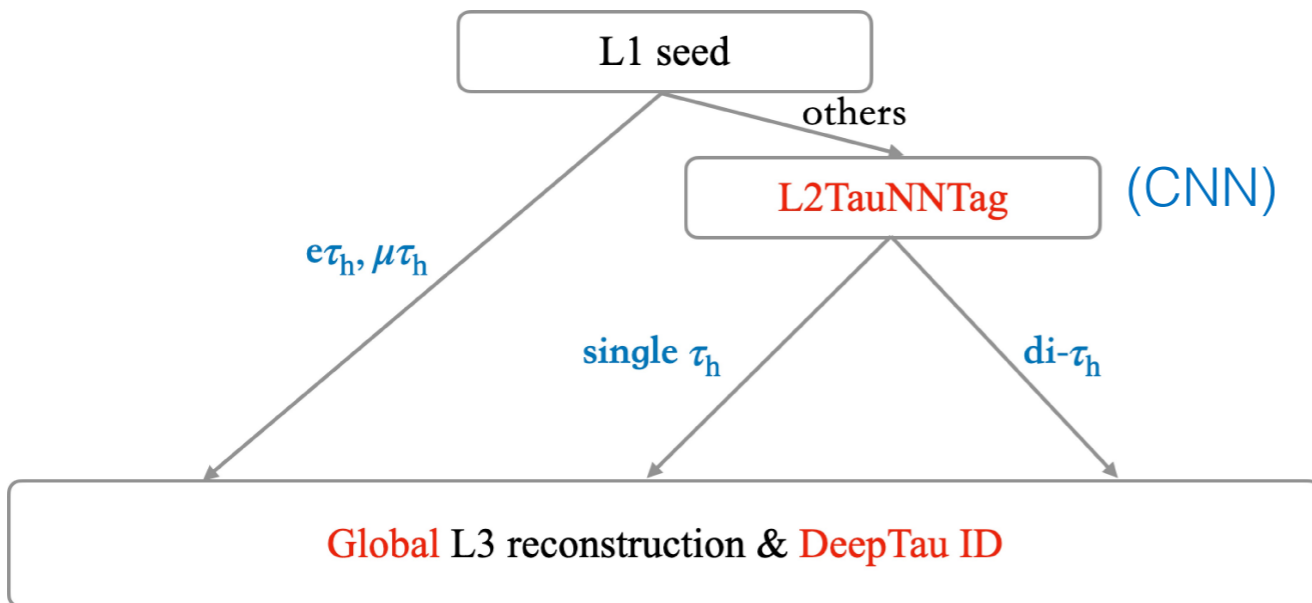 L1 seed
others
L2TauNNTag
(CNN)
eτh, μτh
single τh
di-τh
Global L3 reconstruction & DeepTau ID